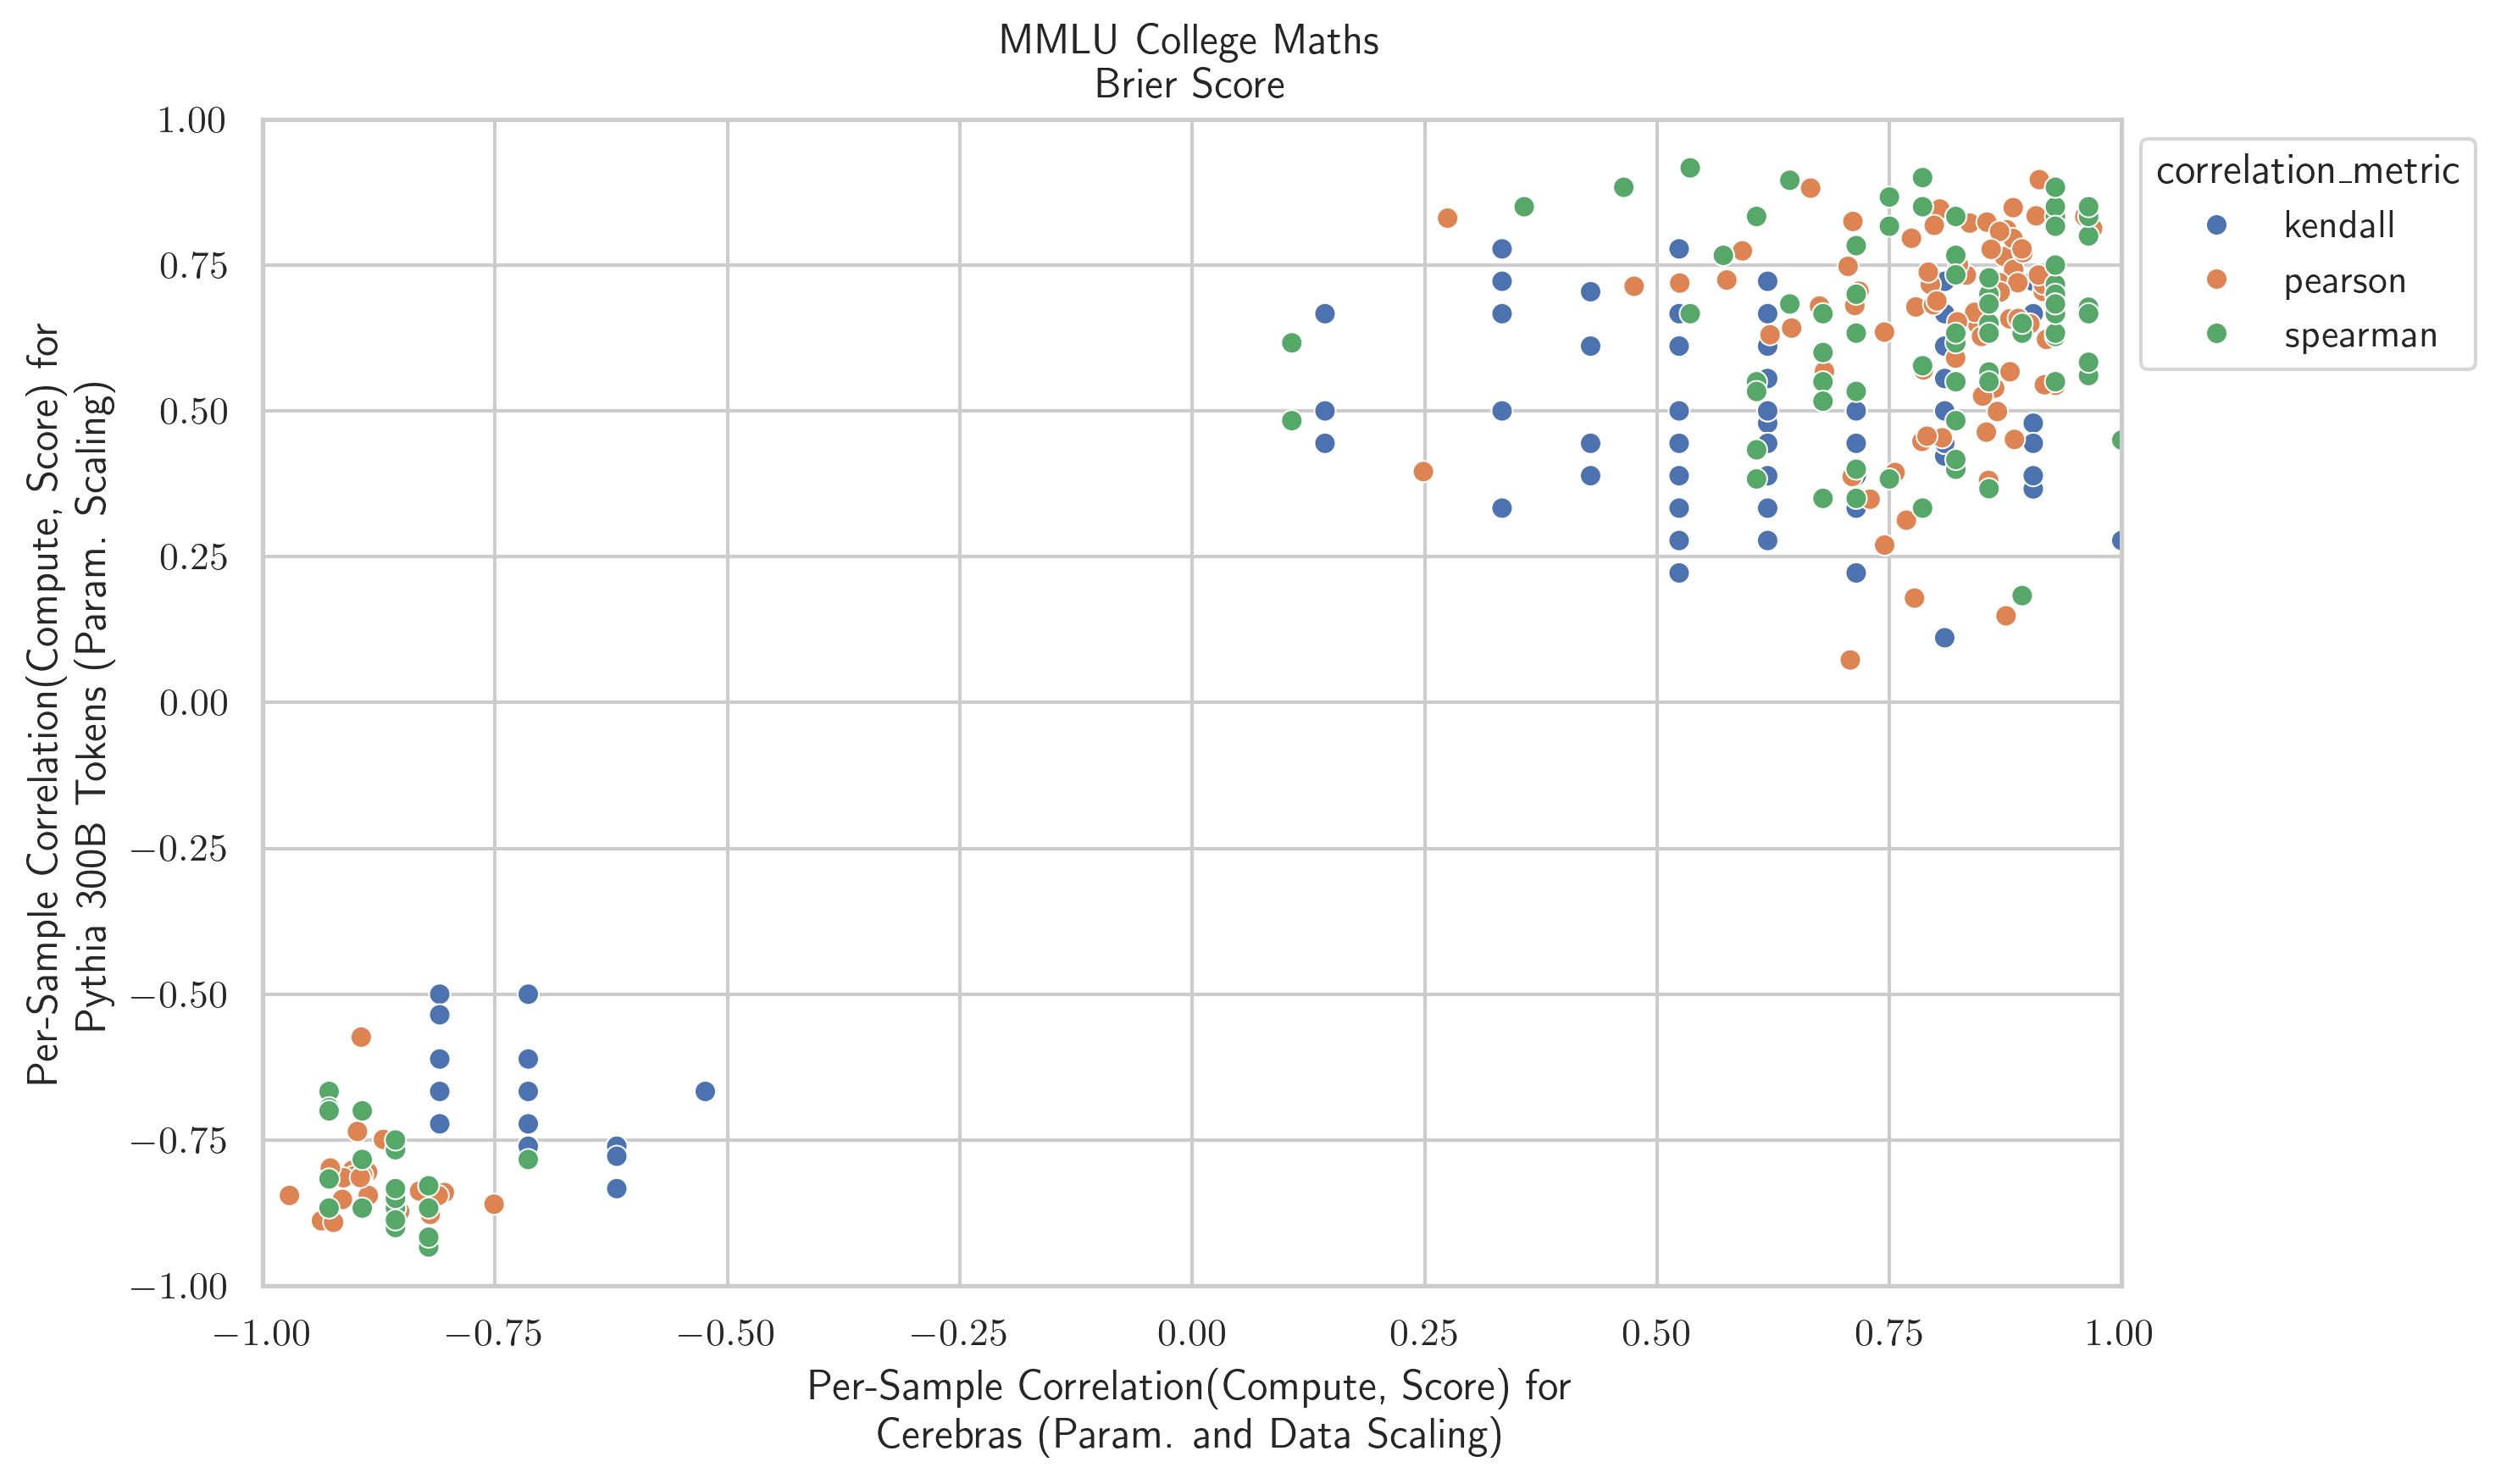 MMLU College Maths
Brier Score
Per-Sample Correlation(Compute, Score) for
Pythia 300B Tokens (Param. Scaling)
1.00
0.75
0.50
0.25
0.00
−0.25
−0.50
−0.75
−1.00
correlation_metric
kendall
pearson
spearman
−1.00
−0.75
−0.50
−0.25
0.00
0.25
0.50
0.75
1.00
Per-Sample Correlation(Compute, Score) for
Cerebras (Param. and Data Scaling)